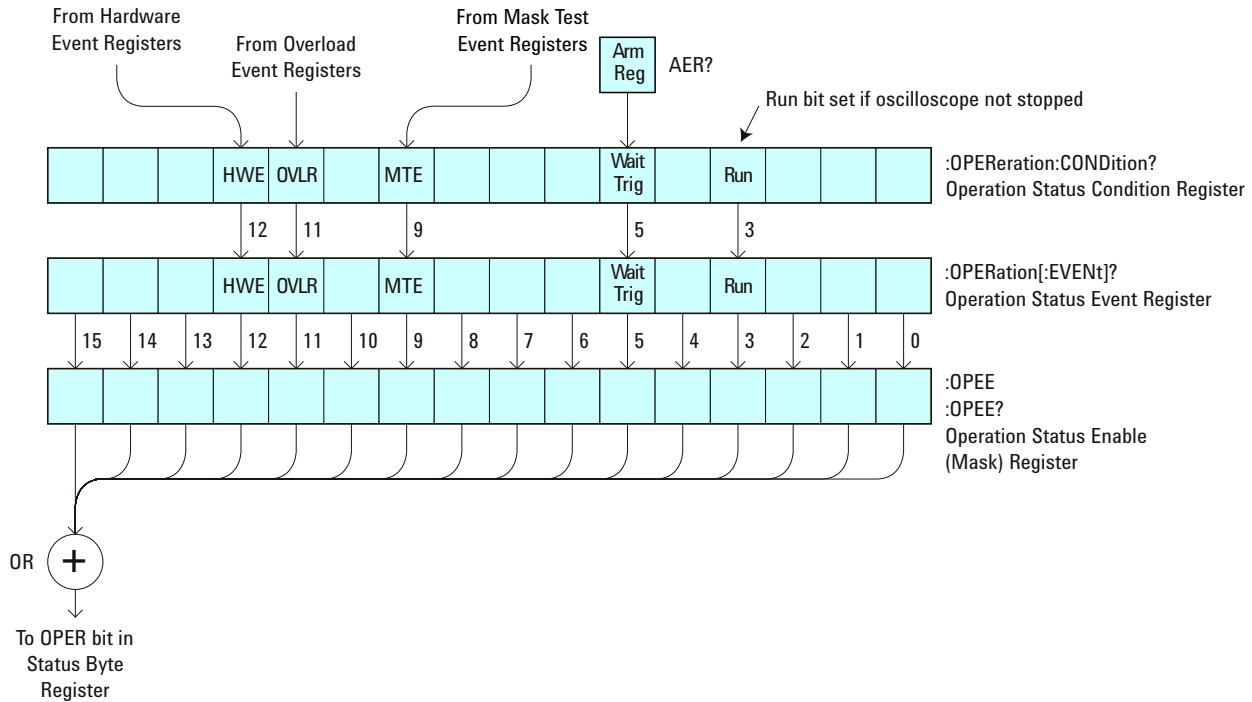 From Hardware
Event Registers
From Overload
Event Registers
From Mask Test
Event Registers
Arm
Reg
AER?
Run bit set if oscilloscope not stopped
HWE OVLR MTE Wait Trig Run
:OPEReration:CONDition?
Operation Status Condition Register
12 11 9 5 3
HWE OVLR MTE Wait Trig Run
:OPERation[:EVENt]?
Operation Status Event Register
15 14 13 12 11 10 9 8 7 6 5 4 3 2 1 0
:OPEE
:OPEE?
Operation Status Enable
(Mask) Register
OR +
To OPER bit in
Status Byte
Register